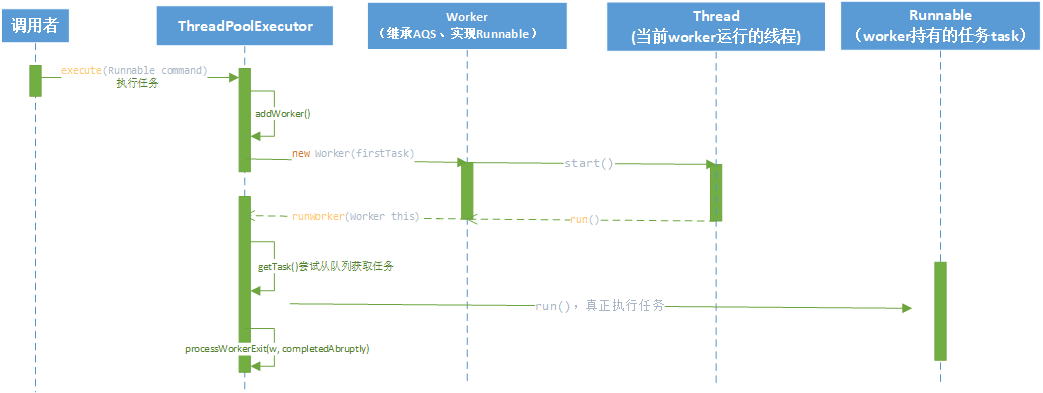 调用者
ThreadPoolExecutor
Worker
（继承AQS、实现Runnable）
Thread
(当前worker运行的线程)
Runnable
（worker持有的任务task）
execute(Runnable command)
执行任务
addWorker()
new Worker(firstTask)
start()
runWorker(Worker this)
run()
getTask()尝试从队列获取任务
run()，真正执行任务
processWorkerExit(w, completedAbruptly)